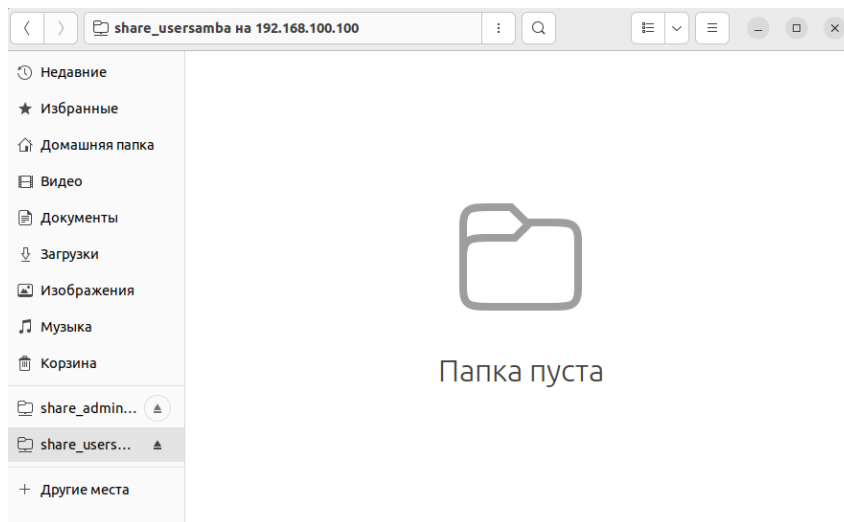 share_usersamba на 192.168.100.100
Недавние
Избранные
Домашняя папка
Видео
Документы
Загрузки
Изображения
Музыка
Корзина
share_admin...
share_users...
Другие места
Папка пуста